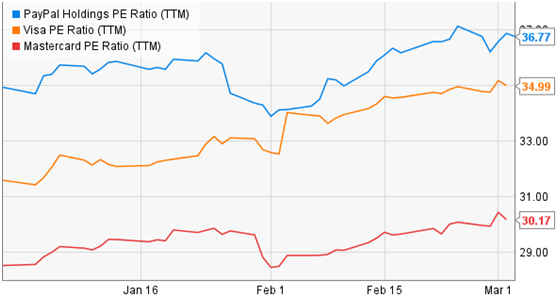 PayPal Holdings PE Ratio (TTM)
Visa PE Ratio (TTM)
Mastercard PE Ratio (TTM)
36.77
34.99
33.00
31.00
30.17
29.00
Jan 16
Feb 1
Feb 15
Mar 1